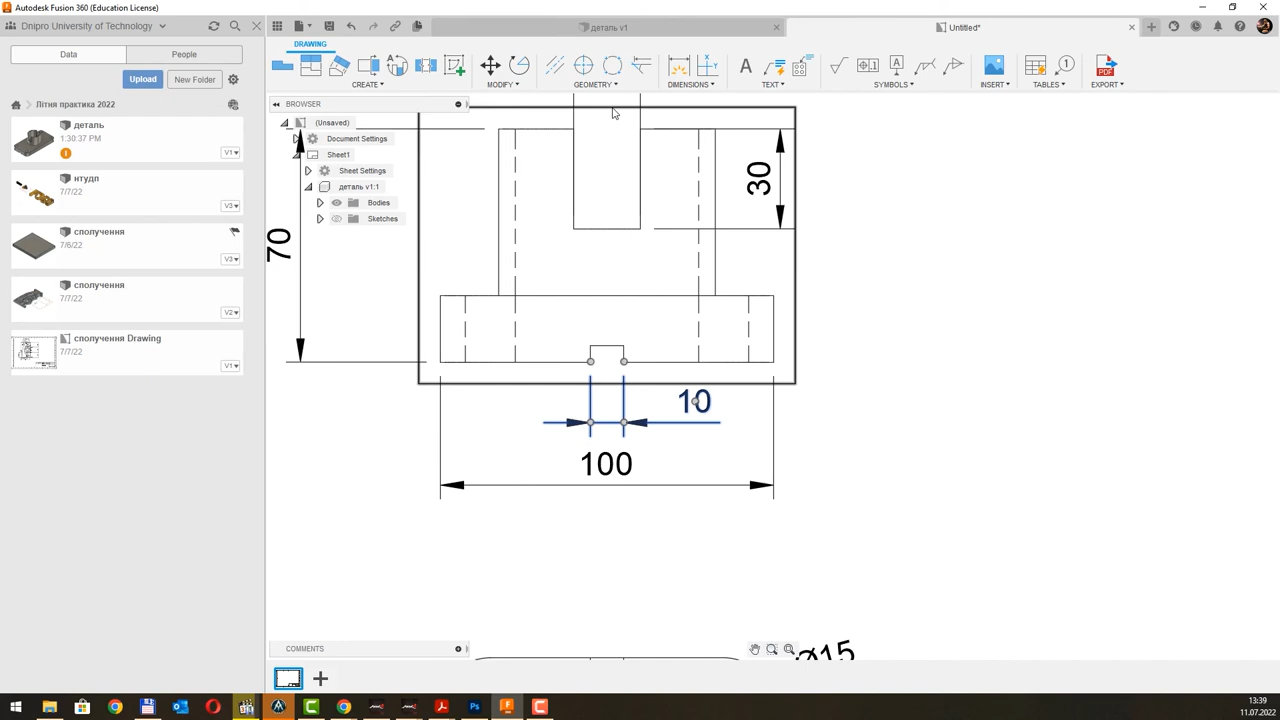 Autodesk Fusion 360 (Education License)
Dnipro University of Technology
деталь v1
Untitled*
Data
People
DRAWING
Upload
New Folder
CREATE
MODIFY
GEOMETRY
DIMENSIONS
TEXT
SYMBOLS
INSERT
TABLES
EXPORT
PDF
Літня практика 2022
BROWSER
(Unsaved)
Document Settings
Sheet1
Sheet Settings
деталь v1:1
Bodies
Sketches
деталь
1:30:37 PM
V1
нтудп
7/7/22
V3
сполучення
7/6/22
V3
сполучення
7/7/22
V2
сполучення Drawing
7/7/22
V1
70
30
10
100
⌀15
COMMENTS
13:39
11.07.2022